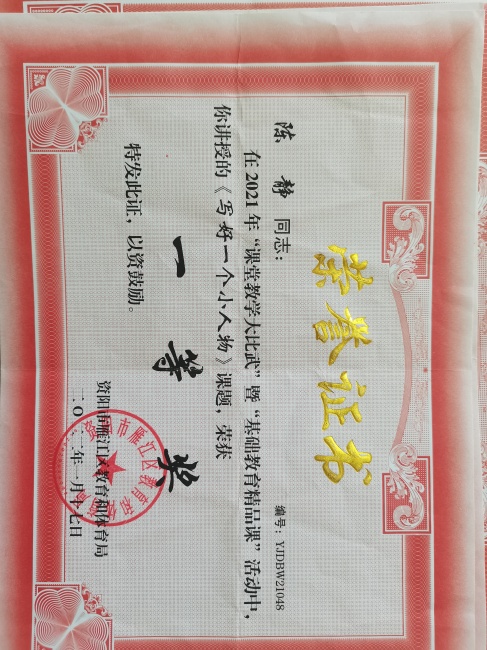 荣誉证书
编号：YJDBW21048
陈静 同志：
在2021年“课堂教学大比武”暨“基础教育精品课”活动中，
你讲授的《写好一个小人物》课题，荣获
一等奖
特发此证，以资鼓励。
资阳市雁江区教育和体育局
二〇二二年一月十七日